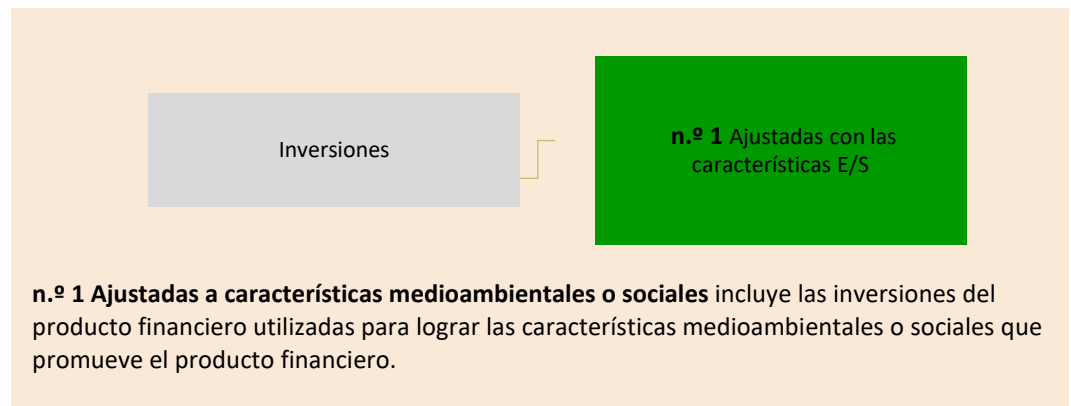 Inversiones
n.º 1 Ajustadas con las
características E/S
n.º 1 Ajustadas a características medioambientales o sociales incluye las inversiones del
producto financiero utilizadas para lograr las características medioambientales o sociales que
promueve el producto financiero.